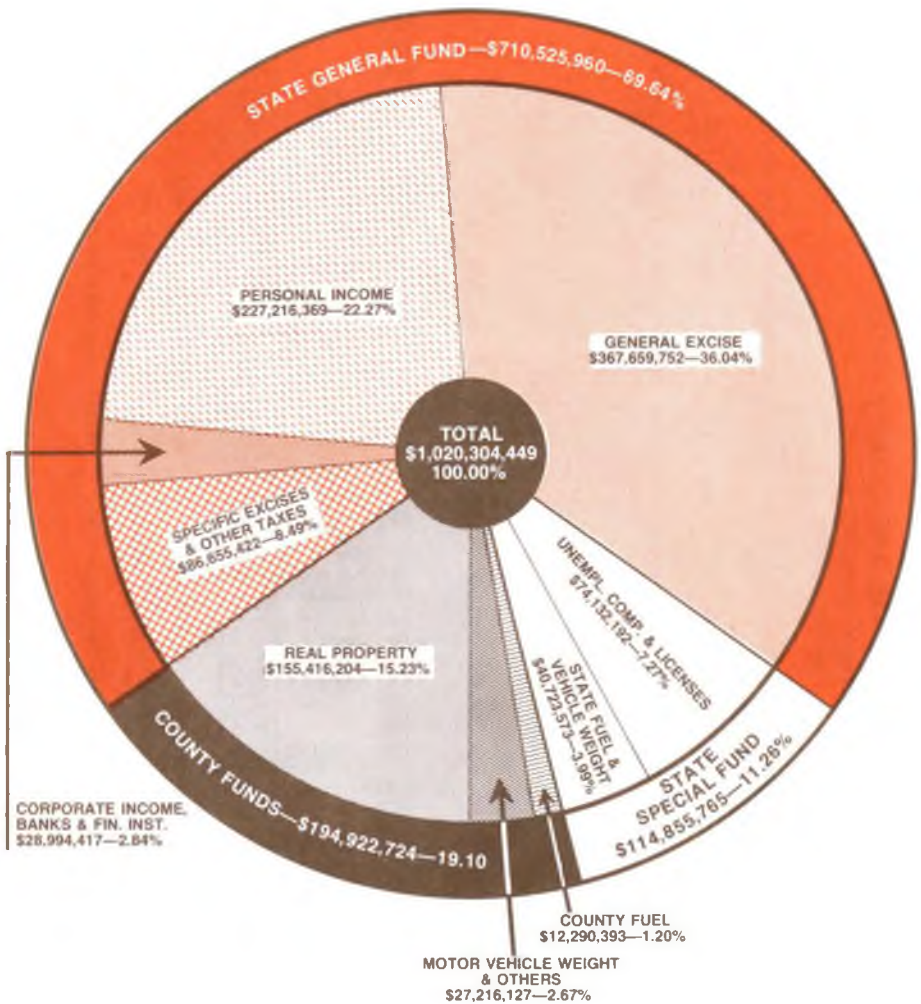 STATE GENERAL FUND—$710,525,960—69.64%
PERSONAL INCOME
$227,216,369—22.27%
GENERAL EXCISE
$367,659,752—36.04%
TOTAL
$1,020,304,449
100.00%
SPECIFIC EXCISES
& OTHER TAXES
$86,655,422—8.49%
UNEMPL. COMP. & LICENSES
$74,132,192—7.27%
REAL PROPERTY
$155,416,204—15.23%
STATE FUEL &
VEHICLE WEIGHT
$40,723,573—3.99%
STATE
SPECIAL FUND
$114,855,765—11.26%
COUNTY FUNDS—$194,922,724—19.10
CORPORATE INCOME,
BANKS & FIN. INST.
$28,994,417—2.84%
COUNTY FUEL
$12,290,393—1.20%
MOTOR VEHICLE WEIGHT
& OTHERS
$27,216,127—2.67%